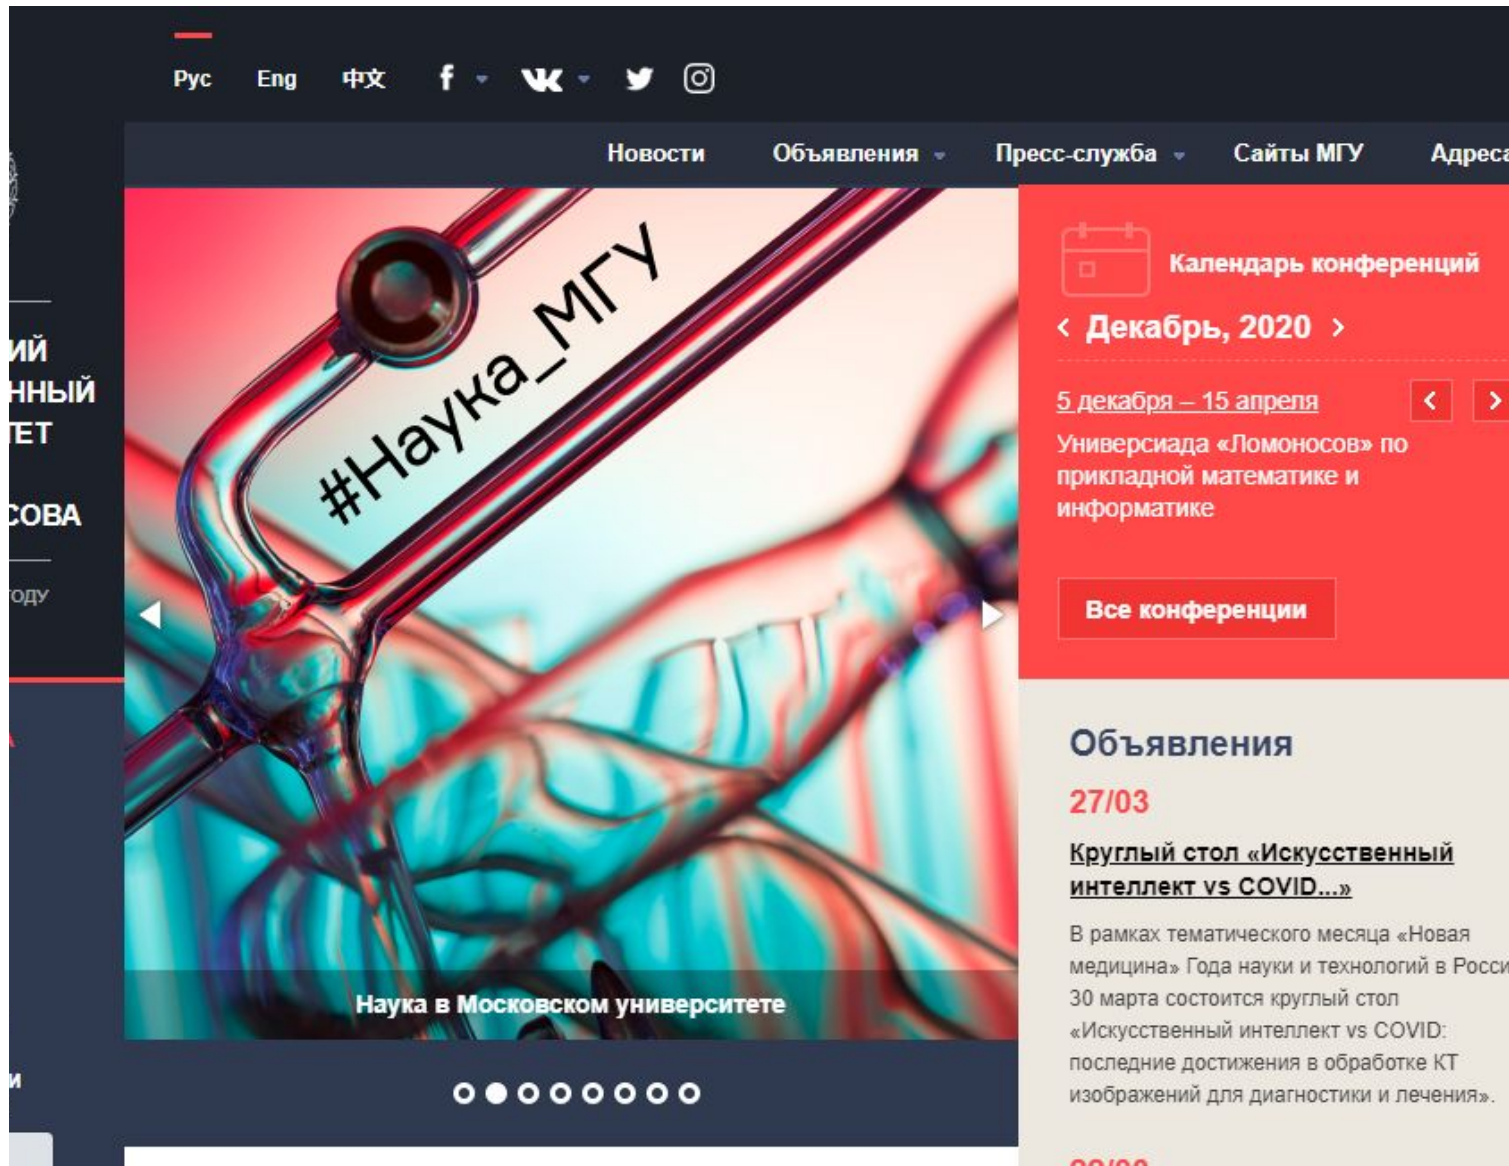 Рус Eng 中文
Новости Объявления Пресс-служба Сайты МГУ Адреса
ИЙ
ННЫЙ
ТЕТ
СОВА
ГОДУ
#Наука_МГУ
Наука в Московском университете
Календарь конференций
Декабрь, 2020
5 декабря – 15 апреля
Универсиада «Ломоносов» по
прикладной математике и
информатике
Все конференции
Объявления
27/03
Круглый стол «Искусственный
интеллект vs COVID...»
В рамках тематического месяца «Новая
медицина» Года науки и технологий в Росси
30 марта состоится круглый стол
«Искусственный интеллект vs COVID:
последние достижения в обработке КТ
изображений для диагностики и лечения».
и